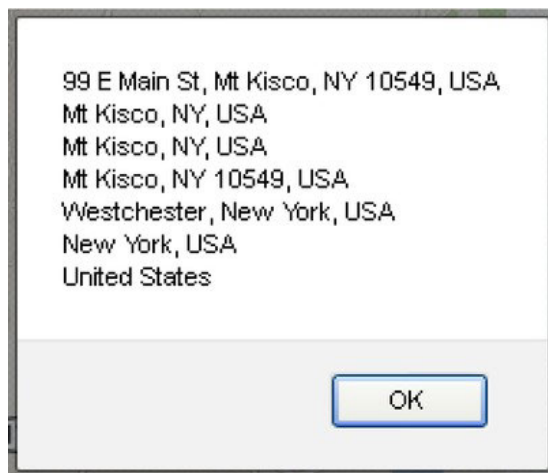 99 E Main St, Mt Kisco, NY 10549, USA
Mt Kisco, NY, USA
Mt Kisco, NY, USA
Mt Kisco, NY 10549, USA
Westchester, New York, USA
New York, USA
United States
OK